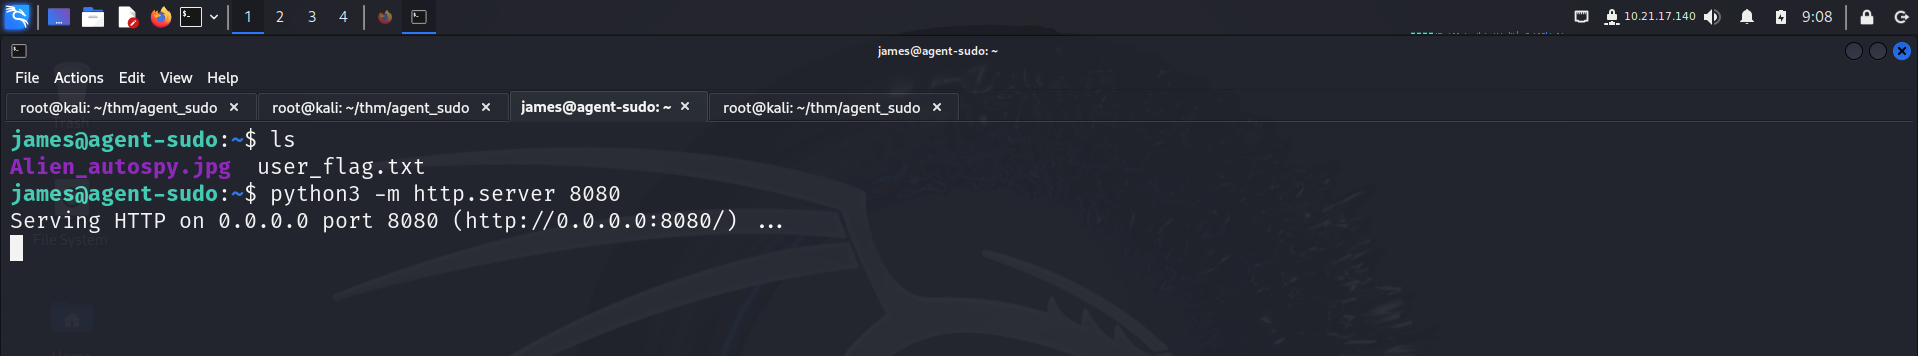 1 2 3 4 10.21.17.140 9:08
james@agent-sudo: ~
File Actions Edit View Help
root@kali: ~/thm/agent_sudo × root@kali: ~/thm/agent_sudo × james@agent-sudo: ~ × root@kali: ~/thm/agent_sudo ×
james@agent-sudo:~$ ls
Alien_autospy.jpg user_flag.txt
james@agent-sudo:~$ python3 -m http.server 8080
Serving HTTP on 0.0.0.0 port 8080 (http://0.0.0.0:8080/) ...
File System